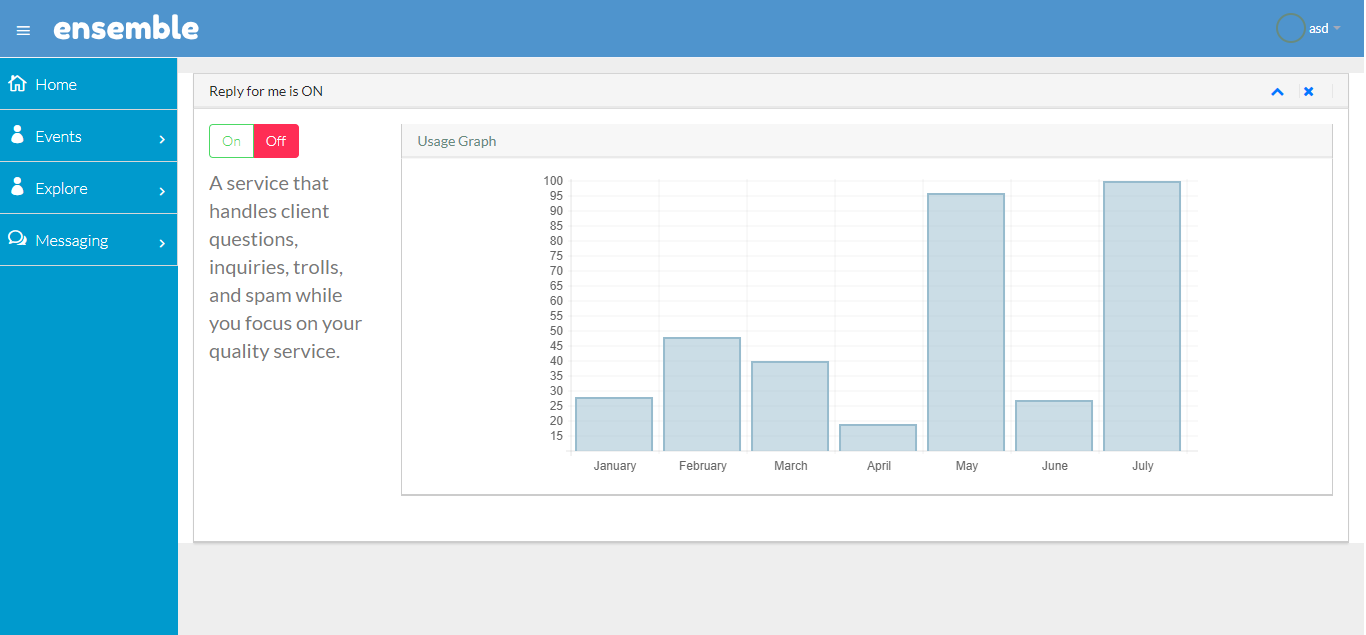 ensemble
asd
Home
Events
Explore
Messaging
Reply for me is ON
On Off
A service that
handles client
questions,
inquiries, trolls,
and spam while
you focus on your
quality service.
Usage Graph
100
95
90
85
80
75
70
65
60
55
50
45
40
35
30
25
20
15
January February March April May June July